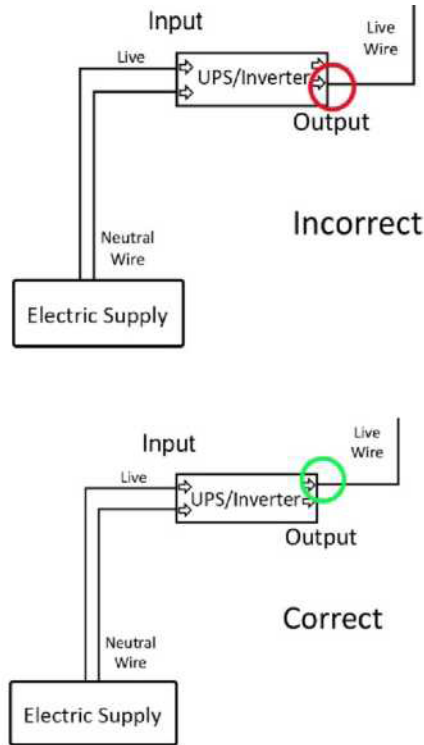 Input
Live
Wire
Live
UPS/Inverter
Output
Incorrect
Neutral
Wire
Electric Supply
Input
Live
Wire
Live
UPS/Inverter
Output
Correct
Neutral
Wire
Electric Supply